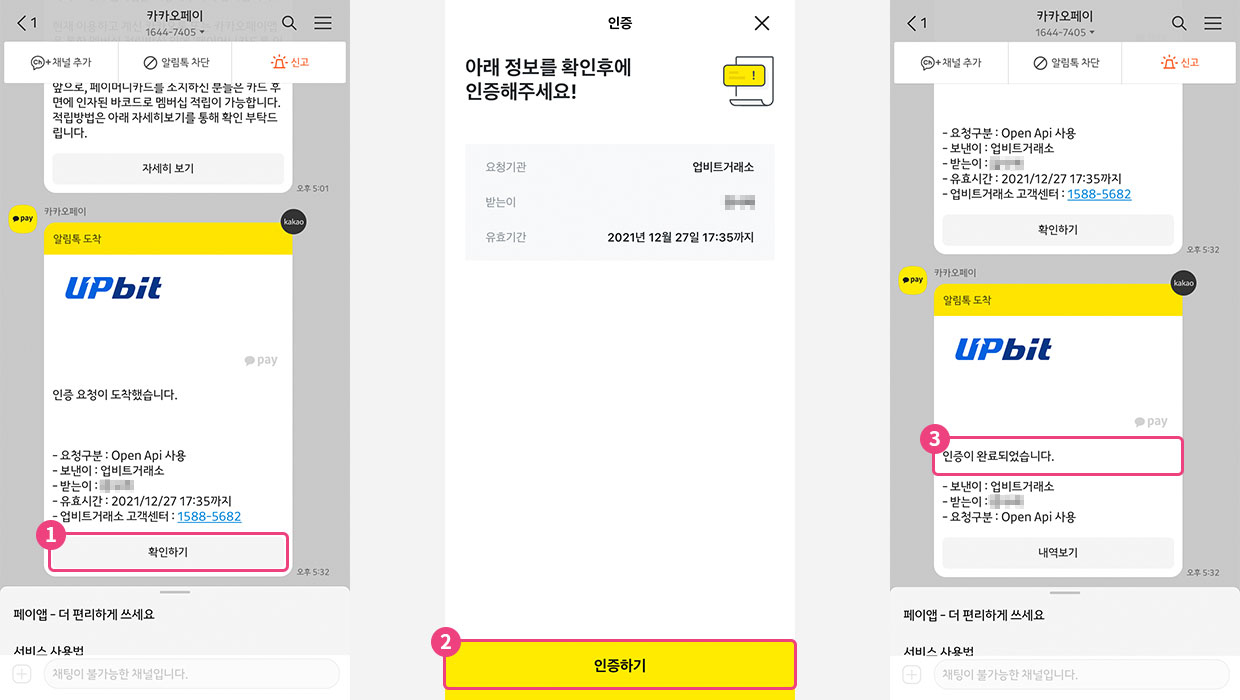 1
카카오페이
1644-7405
Ch+채널 추가
알림톡 차단
신고
앞으로, 페이머니카드를 소지하신 분들은 카드 후
면에 인자된 바코드로 멤버십 적립이 가능합니다.
적립방법은 아래 자세히보기를 통해 확인 부탁드
립니다.
자세히 보기
오후 5:01
pay
카카오페이
kakao
알림톡 도착
UPbit
pay
인증 요청이 도착했습니다.
- 요청구분 : Open Api 사용
- 보낸이 : 업비트거래소
- 받는이 :
- 유효시간 : 2021/12/27 17:35까지
- 업비트거래소 고객센터 : 1588-5682
1
확인하기
오후 5:32
페이앱 - 더 편리하게 쓰세요
서비스 사용법
채팅이 불가능한 채널입니다.
인증
아래 정보를 확인후에
인증해주세요!
!
요청기관 업비트거래소
받는이
유효기간 2021년 12월 27일 17:35까지
2
인증하기
1
카카오페이
1644-7405
Ch+채널 추가
알림톡 차단
신고
- 요청구분 : Open Api 사용
- 보낸이 : 업비트거래소
- 받는이 :
- 유효시간 : 2021/12/27 17:35까지
- 업비트거래소 고객센터 : 1588-5682
확인하기
오후 5:32
pay
카카오페이
kakao
알림톡 도착
UPbit
pay
3
인증이 완료되었습니다.
- 보낸이 : 업비트거래소
- 받는이 :
- 요청구분 : Open Api 사용
내역보기
오후 5:32
페이앱 - 더 편리하게 쓰세요
서비스 사용법
채팅이 불가능한 채널입니다.